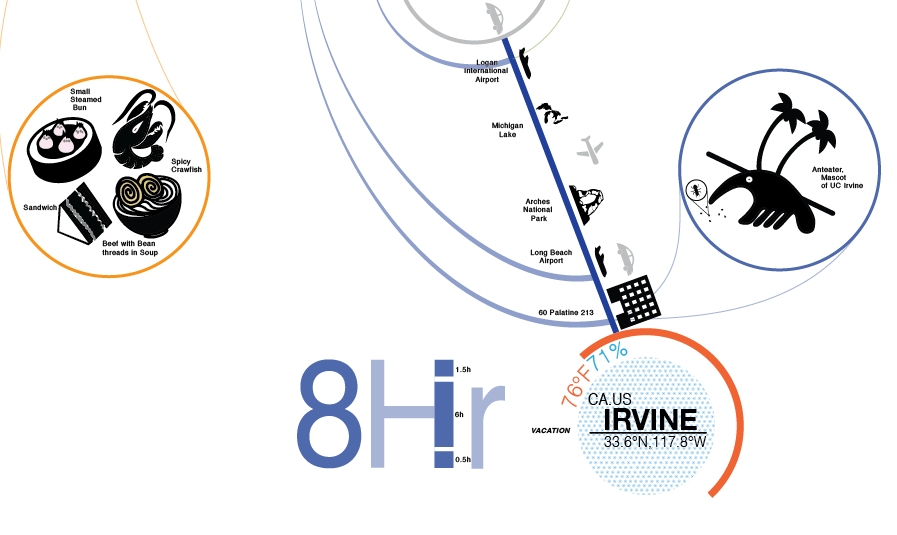 Small
Steamed
Bun
Spicy
Crawfish
Sandwich
Beef with Bean
threads in Soup
Logan
International
Airport
Michigan
Lake
Arches
National
Park
Long Beach
Airport
60 Palatine 213
Anteater,
Mascot
of UC Irvine
8Hr
1.5h
6h
0.5h
76°F71%
CA.US
IRVINE
33.6°N,117.8°W
VACATION